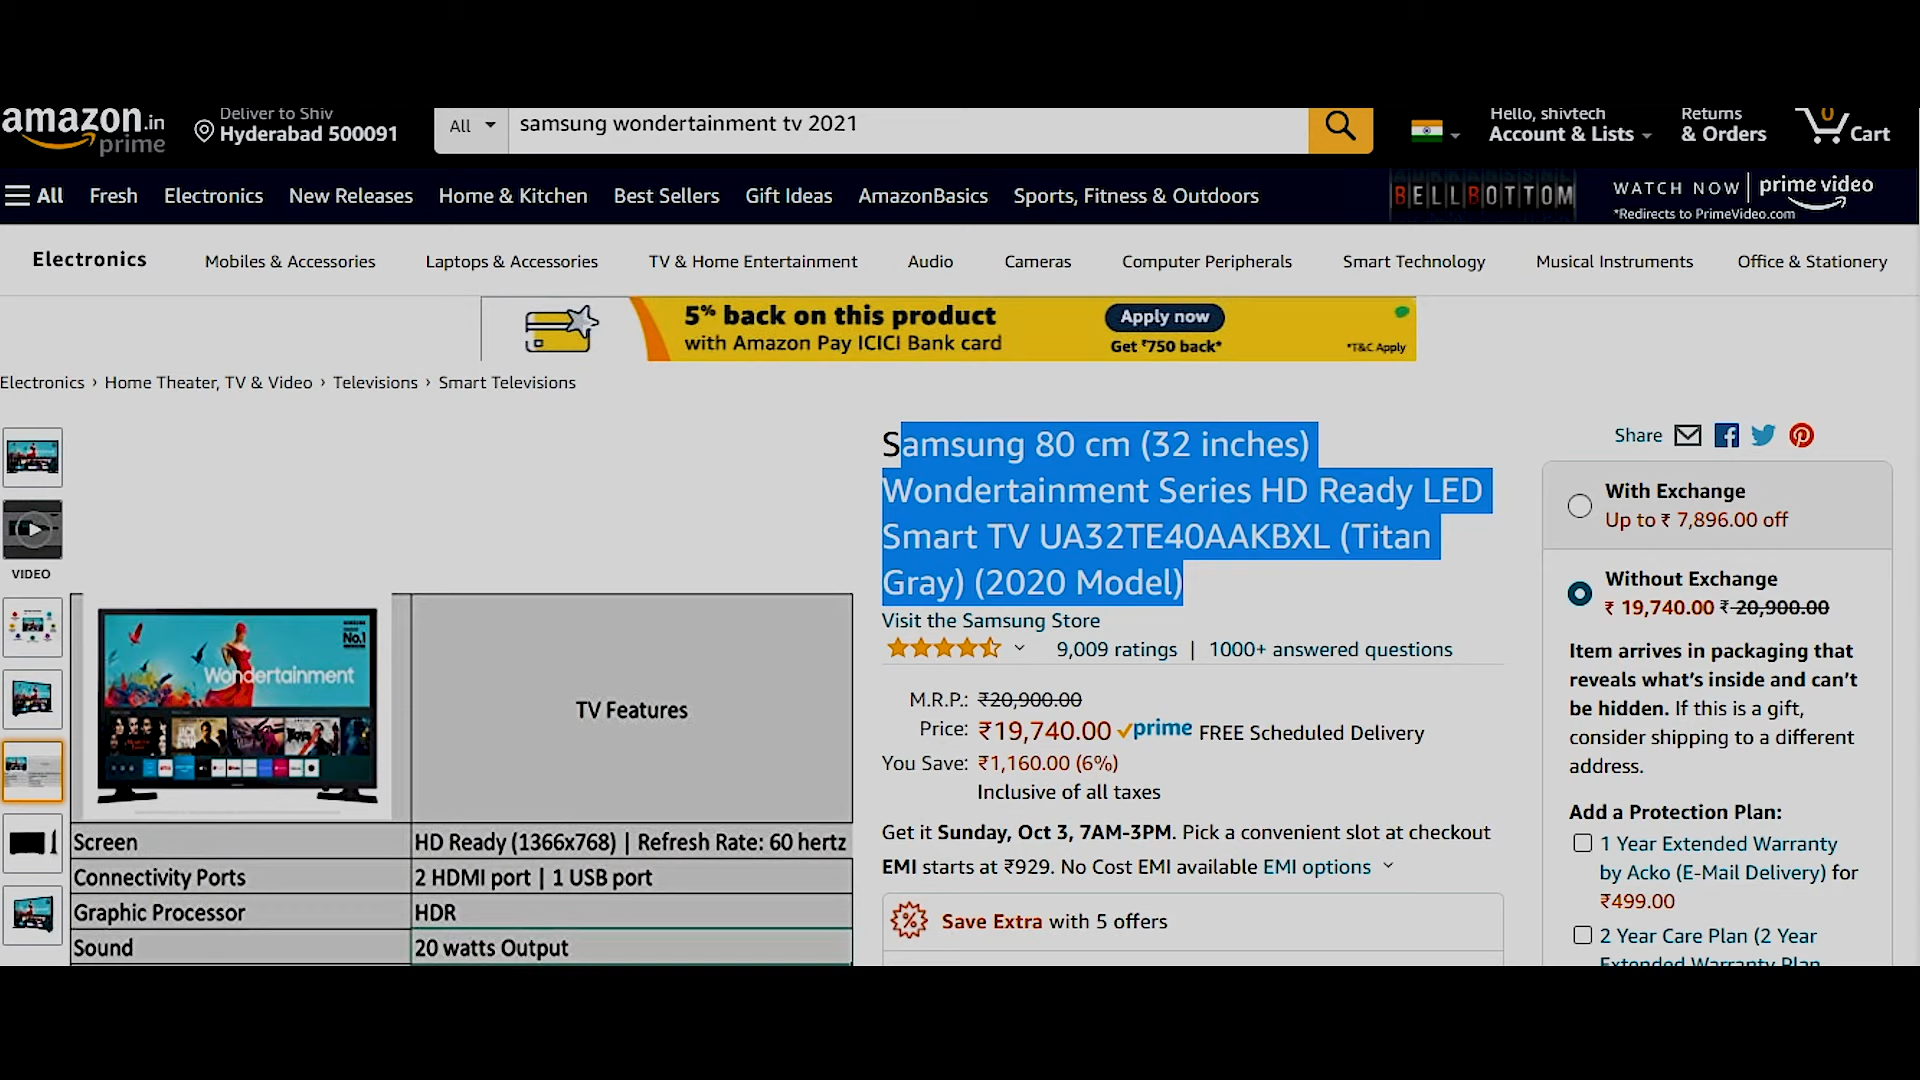 amazon.in
prime
Deliver to Shiv
Hyderabad 500091
All
samsung wondertainment tv 2021
Hello, shivtech
Account & Lists
Returns
& Orders
0
Cart
All Fresh Electronics New Releases Home & Kitchen Best Sellers Gift Ideas AmazonBasics Sports, Fitness & Outdoors
BELLBOTTOM
WATCH NOW | prime video
*Redirects to PrimeVideo.com
Electronics Mobiles & Accessories Laptops & Accessories TV & Home Entertainment Audio Cameras Computer Peripherals Smart Technology Musical Instruments Office & Stationery
5% back on this product
with Amazon Pay ICICI Bank card
Apply now
Get ₹750 back*
*T&C Apply
Electronics › Home Theater, TV & Video › Televisions › Smart Televisions
VIDEO
SAMSUNG
No.1
Wondertainment
TV Features
Screen HD Ready (1366x768) | Refresh Rate: 60 hertz
Connectivity Ports 2 HDMI port | 1 USB port
Graphic Processor HDR
Sound 20 watts Output
Samsung 80 cm (32 inches)
Wondertainment Series HD Ready LED
Smart TV UA32TE40AAKBXL (Titan
Gray) (2020 Model)
Visit the Samsung Store
9,009 ratings | 1000+ answered questions
M.R.P.: ₹20,900.00
Price: ₹19,740.00 prime FREE Scheduled Delivery
You Save: ₹1,160.00 (6%)
Inclusive of all taxes
Get it Sunday, Oct 3, 7AM-3PM. Pick a convenient slot at checkout
EMI starts at ₹929. No Cost EMI available EMI options
Save Extra with 5 offers
Share
With Exchange
Up to ₹ 7,896.00 off
Without Exchange
₹ 19,740.00 ₹ 20,900.00
Item arrives in packaging that
reveals what's inside and can't
be hidden. If this is a gift,
consider shipping to a different
address.
Add a Protection Plan:
1 Year Extended Warranty
by Acko (E-Mail Delivery) for
₹499.00
2 Year Care Plan (2 Year
Extended Warranty Plan